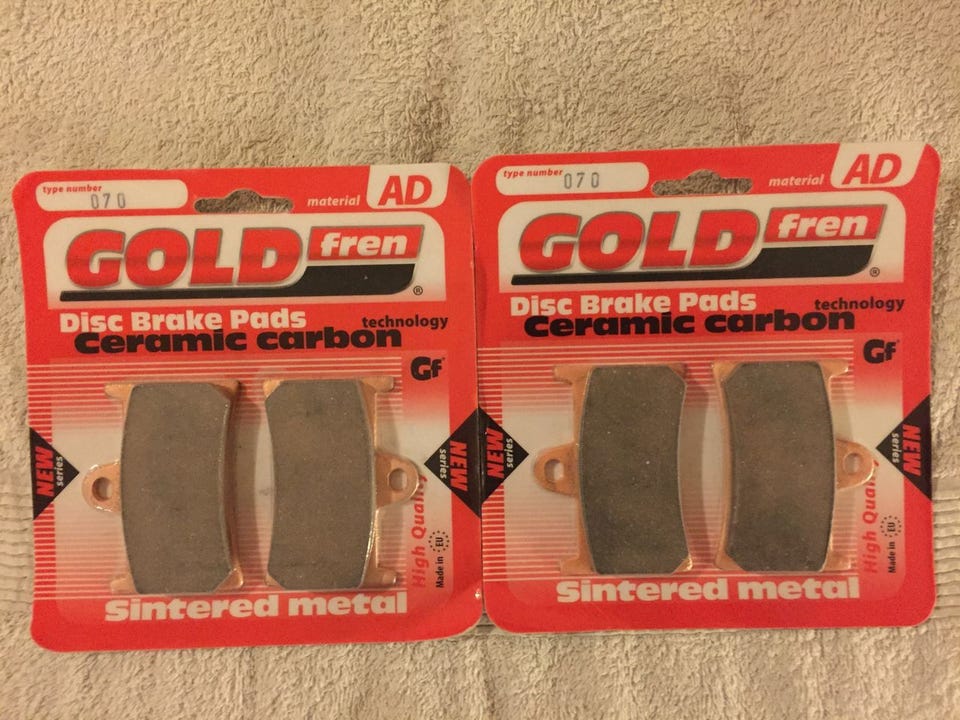 type number
070
material AD
GOLD fren
®
Disc Brake Pads
technology
Ceramic carbon
Gf
NEW
series
NEW
series
High Quality
Made in EU
Sintered metal
type number
070
material AD
GOLD fren
®
Disc Brake Pads
technology
Ceramic carbon
Gf
NEW
series
NEW
series
High Quality
Made in EU
Sintered metal